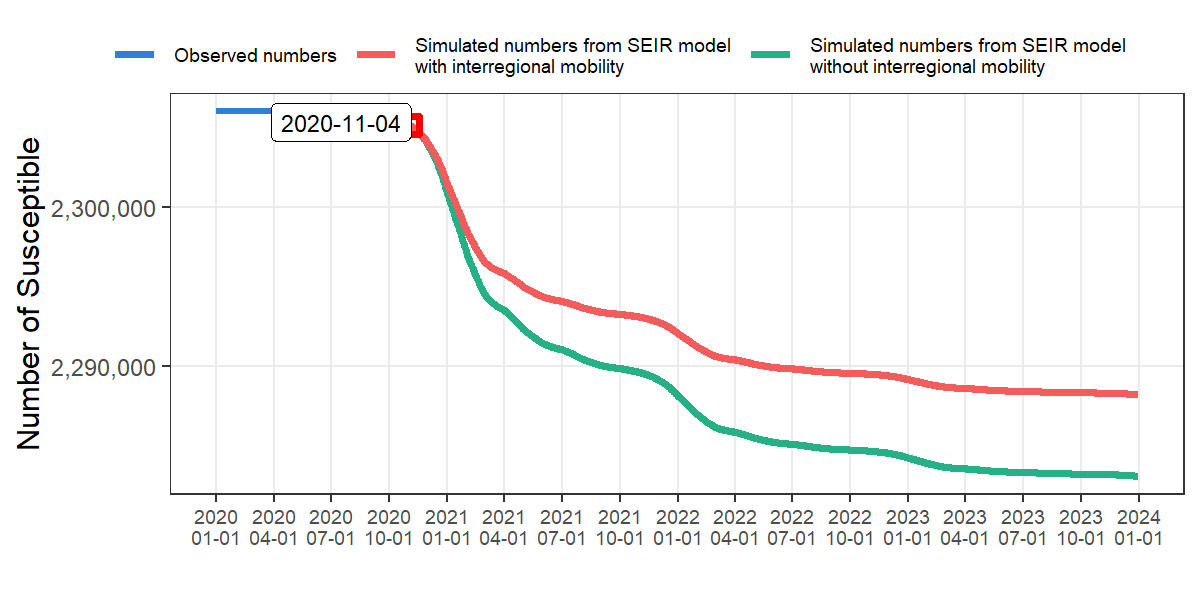 Observed numbers
Simulated numbers from SEIR model
with interregional mobility
Simulated numbers from SEIR model
without interregional mobility
Number of Susceptible
2020-11-04
2,300,000
2,290,000
2020 2020 2020 2020 2021 2021 2021 2021 2022 2022 2022 2022 2023 2023 2023 2023 2024
01-01 04-01 07-01 10-01 01-01 04-01 07-01 10-01 01-01 04-01 07-01 10-01 01-01 04-01 07-01 10-01 01-01